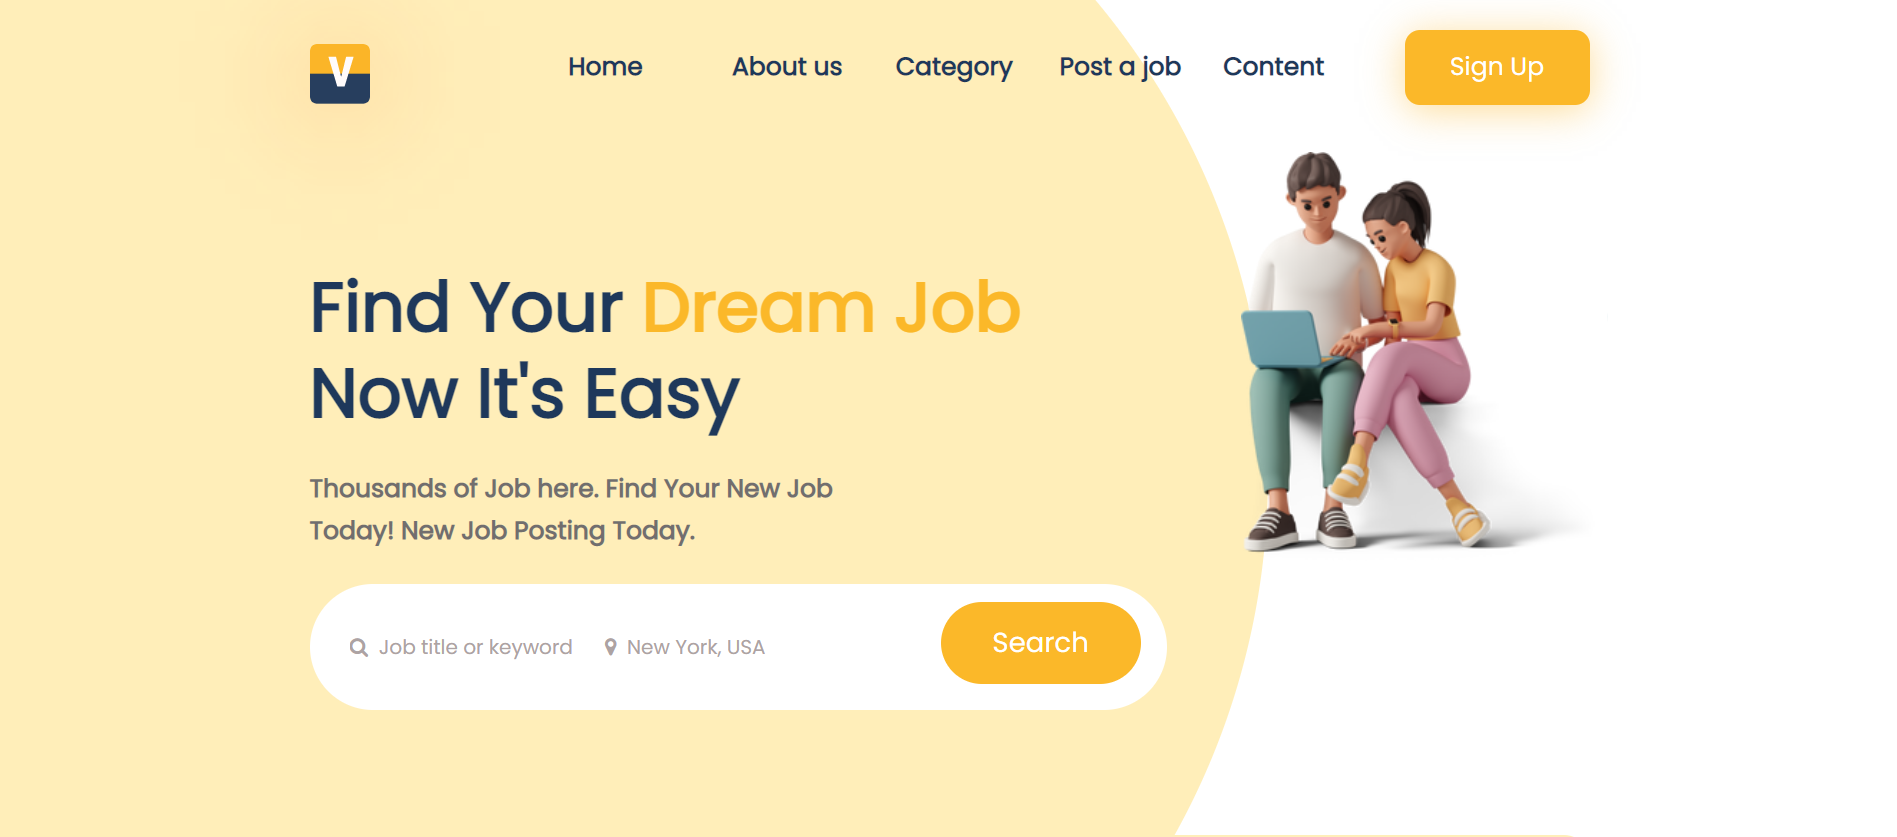 V
Home About us Category Post a job Content Sign Up
Find Your Dream Job
Now It's Easy
Thousands of Job here. Find Your New Job
Today! New Job Posting Today.
Job title or keyword New York, USA Search